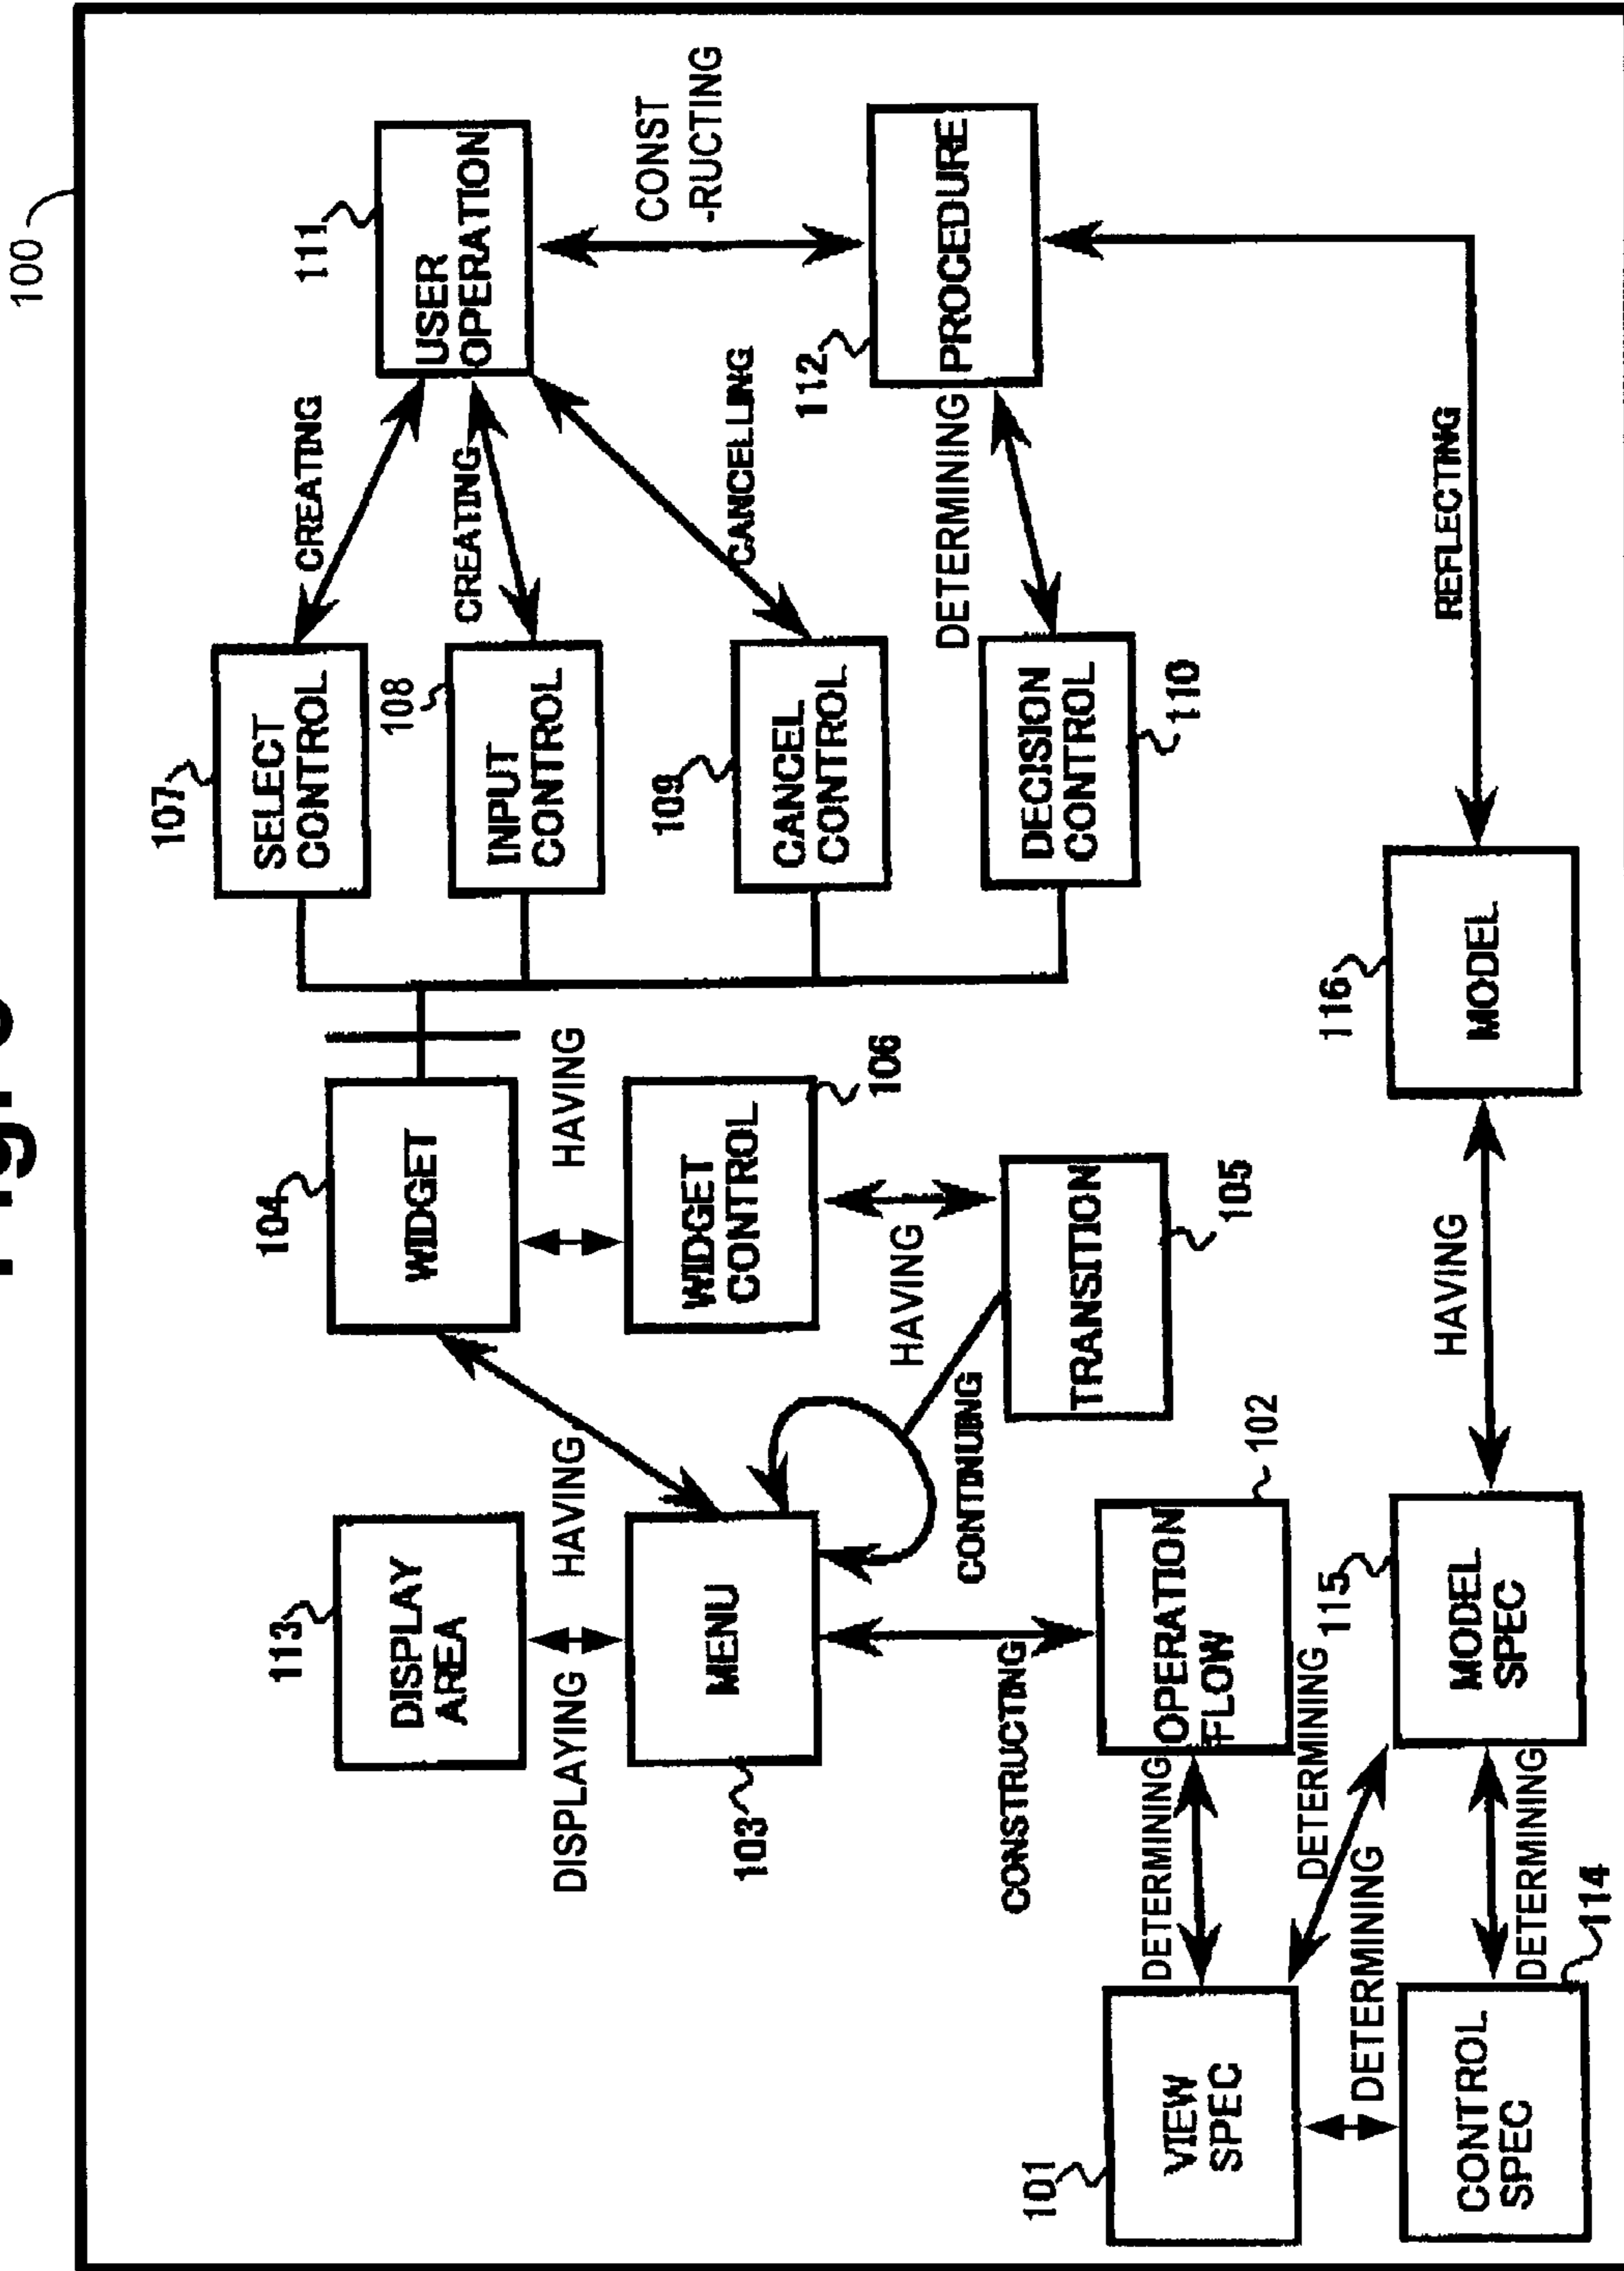 100
113
DISPLAY
AREA
104
WIDGET
107
SELECT
CONTROL
CREATING
111
USER
OPERATION
DISPLAYING
HAVING
HAVING
108
INPUT
CONTROL
CREATING
CONST
-RUCTING
103
MENU
WIDGET
CONTROL
106
109
CANCEL
CONTROL
CANCELLING
112
PROCEDURE
CONSTRUCTING
CONTINUING
HAVING
TRANSITION
105
DECISION
CONTROL
110
DETERMINING
101
VIEW
SPEC
DETERMINING
OPERATION
FLOW
102
DETERMINING
DETERMINING
115
MODEL
SPEC
HAVING
116
MODEL
REFLECTING
CONTROL
SPEC
114
DETERMINING